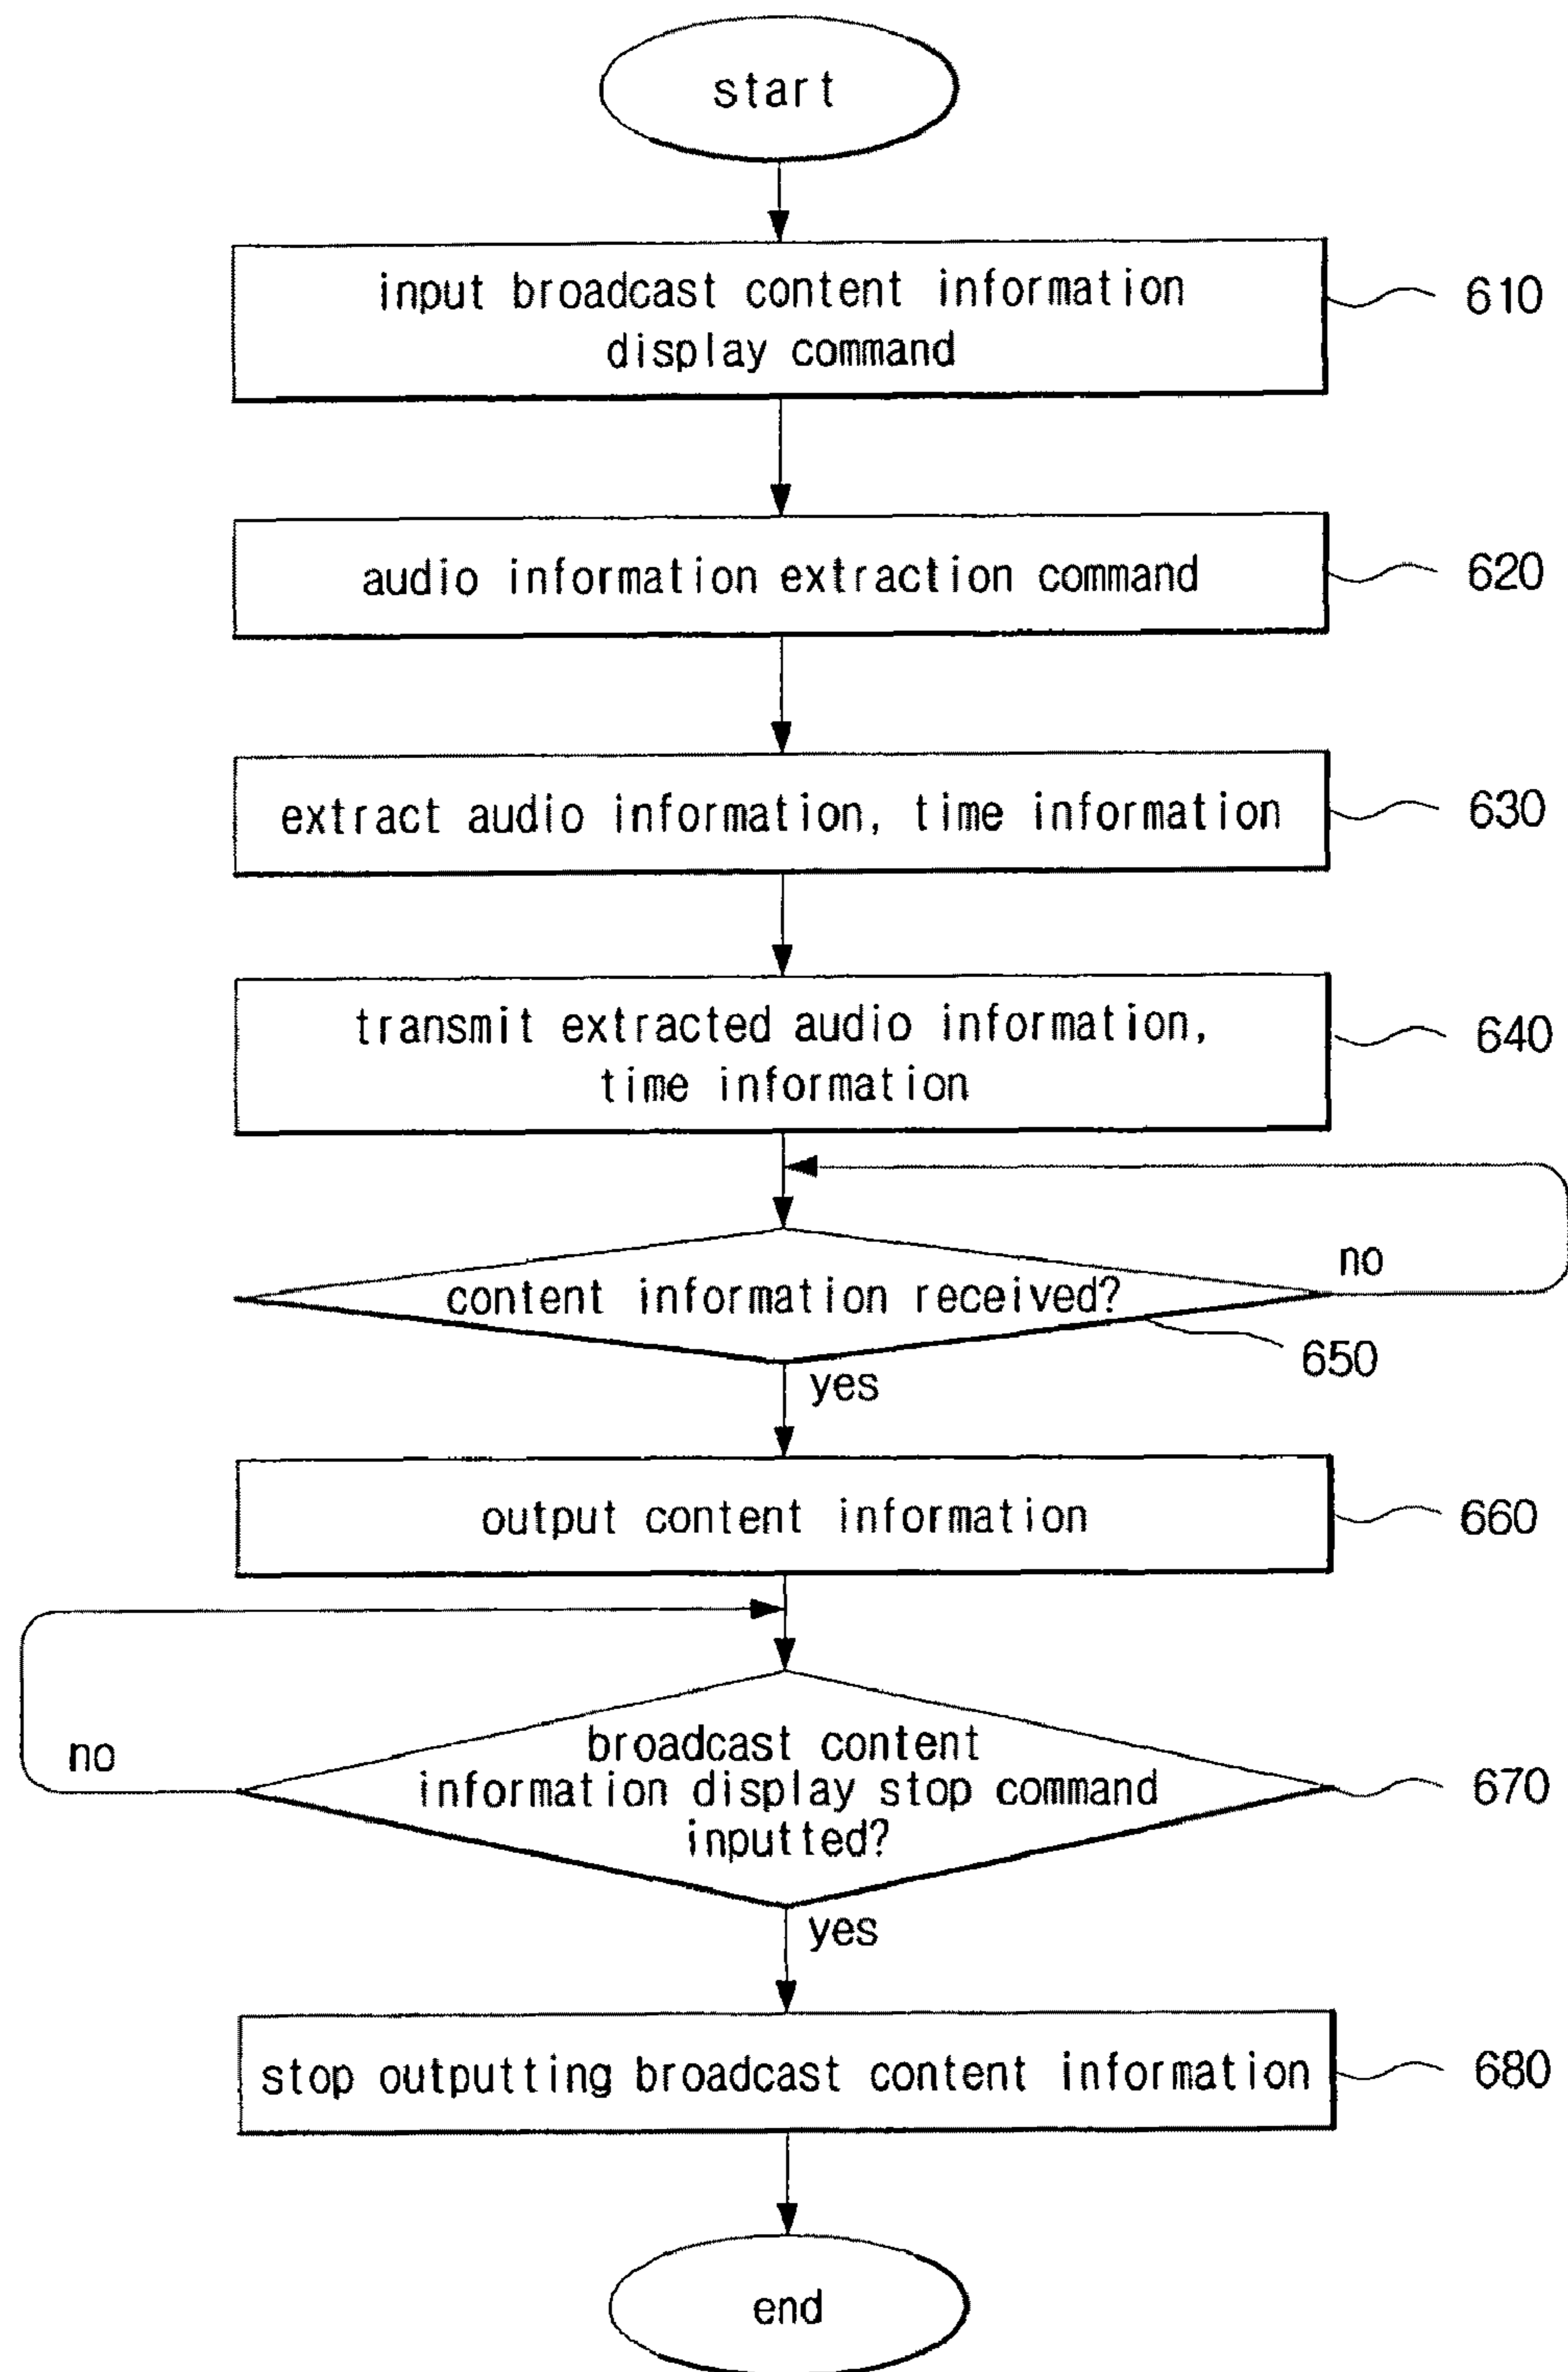 start
input broadcast content information
display command
610
audio information extraction command
620
extract audio information, time information
630
transmit extracted audio information,
time information
640
no
content information received?
650
yes
output content information
660
no
broadcast content
information display stop command
inputted?
670
yes
stop outputting broadcast content information
680
end